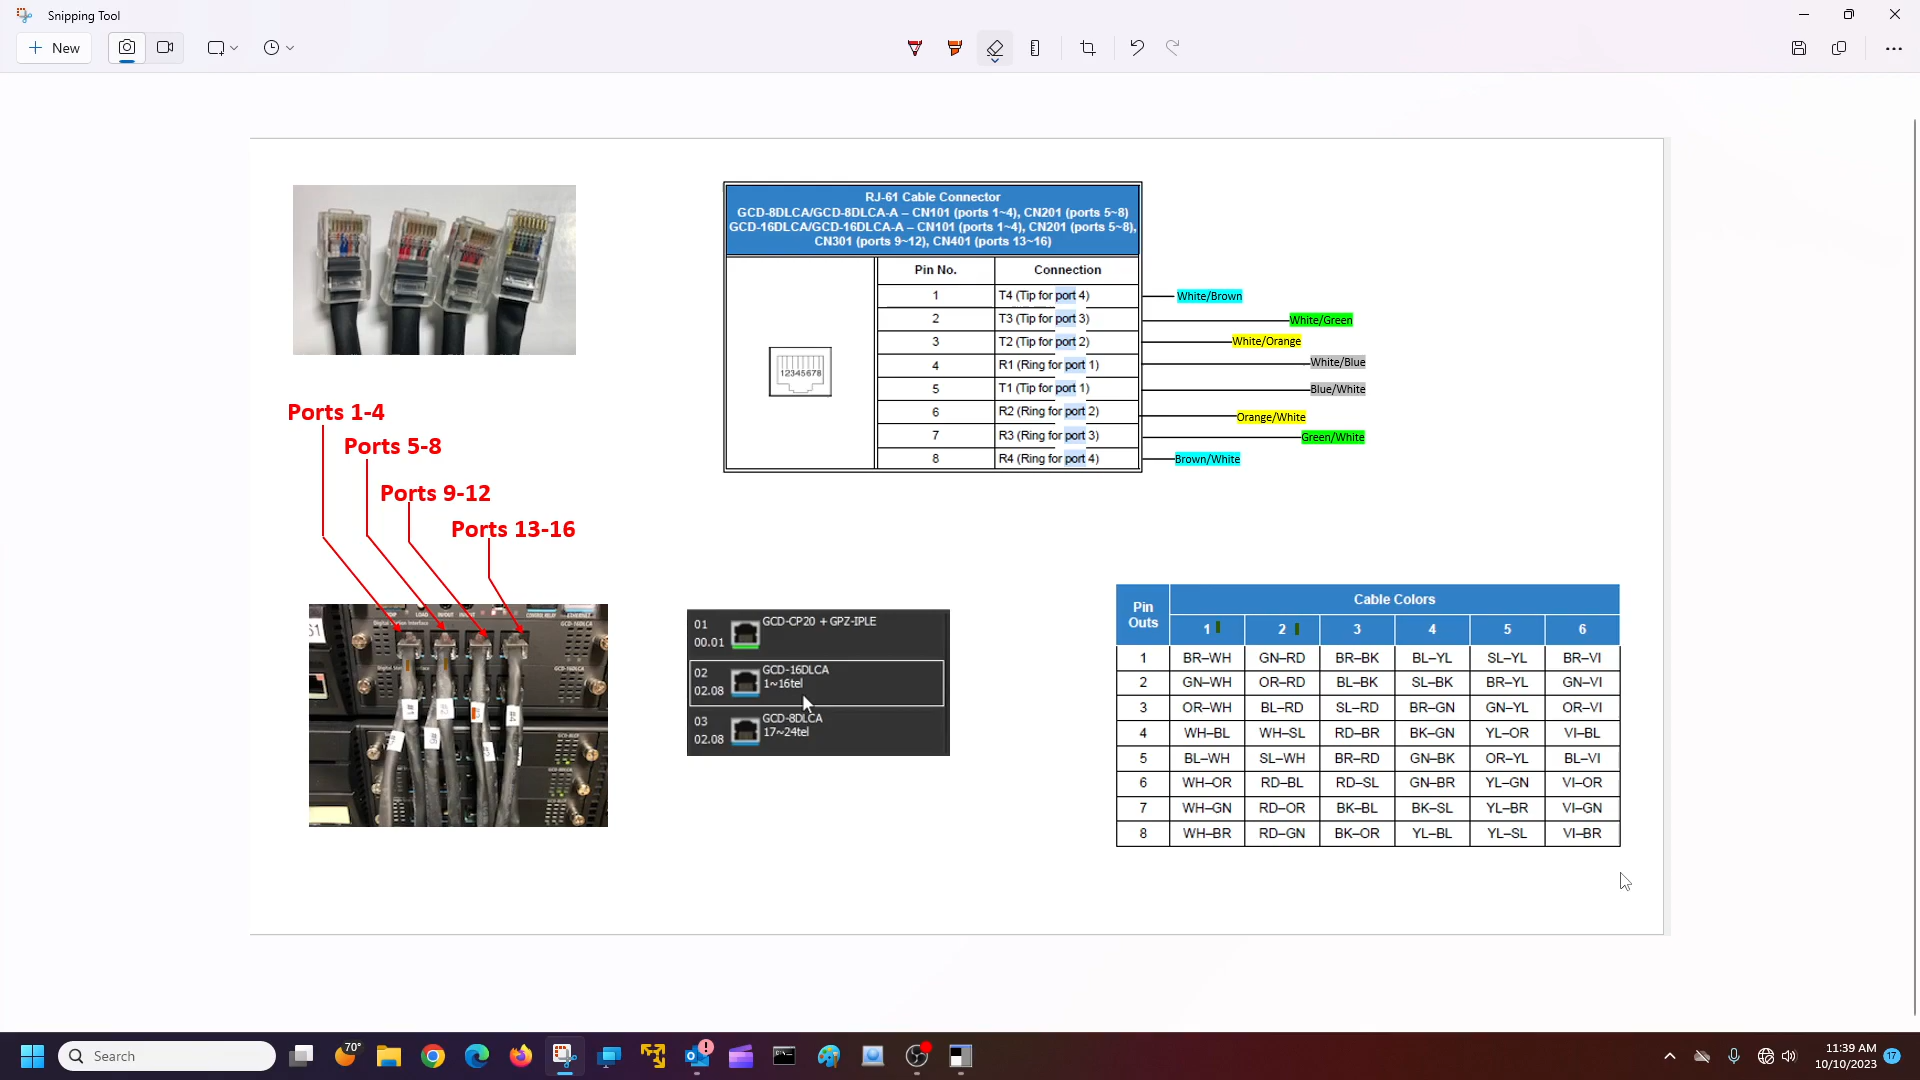 Snipping Tool
New
RJ-61 Cable Connector
GCD-8DLCA/GCD-8DLCA-A – CN101 (ports 1~4), CN201 (ports 5~8)
GCD-16DLCA/GCD-16DLCA-A – CN101 (ports 1~4), CN201 (ports 5~8),
CN301 (ports 9~12), CN401 (ports 13~16)
Pin No. Connection
1 T4 (Tip for port 4) White/Brown
2 T3 (Tip for port 3) White/Green
3 T2 (Tip for port 2) White/Orange
4 R1 (Ring for port 1) White/Blue
5 T1 (Tip for port 1) Blue/White
6 R2 (Ring for port 2) Orange/White
7 R3 (Ring for port 3) Green/White
8 R4 (Ring for port 4) Brown/White
12345678
Ports 1-4
Ports 5-8
Ports 9-12
Ports 13-16
Digital Station Interface
01 GCD-CP20 + GPZ-IPLE
00.01
02 GCD-16DLCA
02.08 1~16tel
03 GCD-8DLCA
02.08 17~24tel
Pin Outs Cable Colors
1 2 3 4 5 6
1 BR–WH GN–RD BR–BK BL–YL SL–YL BR–VI
2 GN–WH OR–RD BL–BK SL–BK BR–YL GN–VI
3 OR–WH BL–RD SL–RD BR–GN GN–YL OR–VI
4 WH–BL WH–SL RD–BR BK–GN YL–OR VI–BL
5 BL–WH SL–WH BR–RD GN–BK OR–YL BL–VI
6 WH–OR RD–BL RD–SL GN–BR YL–GN VI–OR
7 WH–GN RD–OR BK–BL BK–SL YL–BR VI–GN
8 WH–BR RD–GN BK–OR YL–BL YL–SL VI–BR
Search
70°
11:39 AM
10/10/2023
17